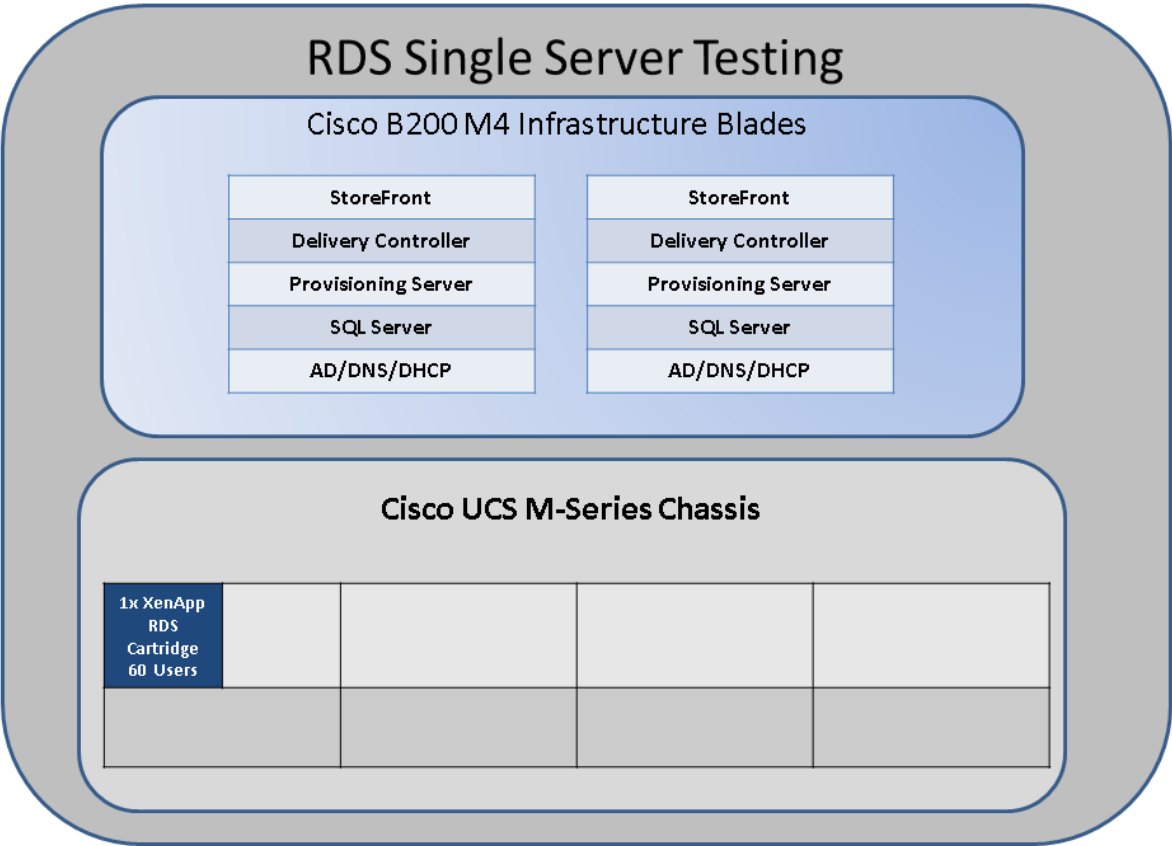 RDS Single Server Testing
Cisco B200 M4 Infrastructure Blades
StoreFront
Delivery Controller
Provisioning Server
SQL Server
AD/DNS/DHCP
StoreFront
Delivery Controller
Provisioning Server
SQL Server
AD/DNS/DHCP
Cisco UCS M-Series Chassis
1x XenApp
RDS
Cartridge
60 Users